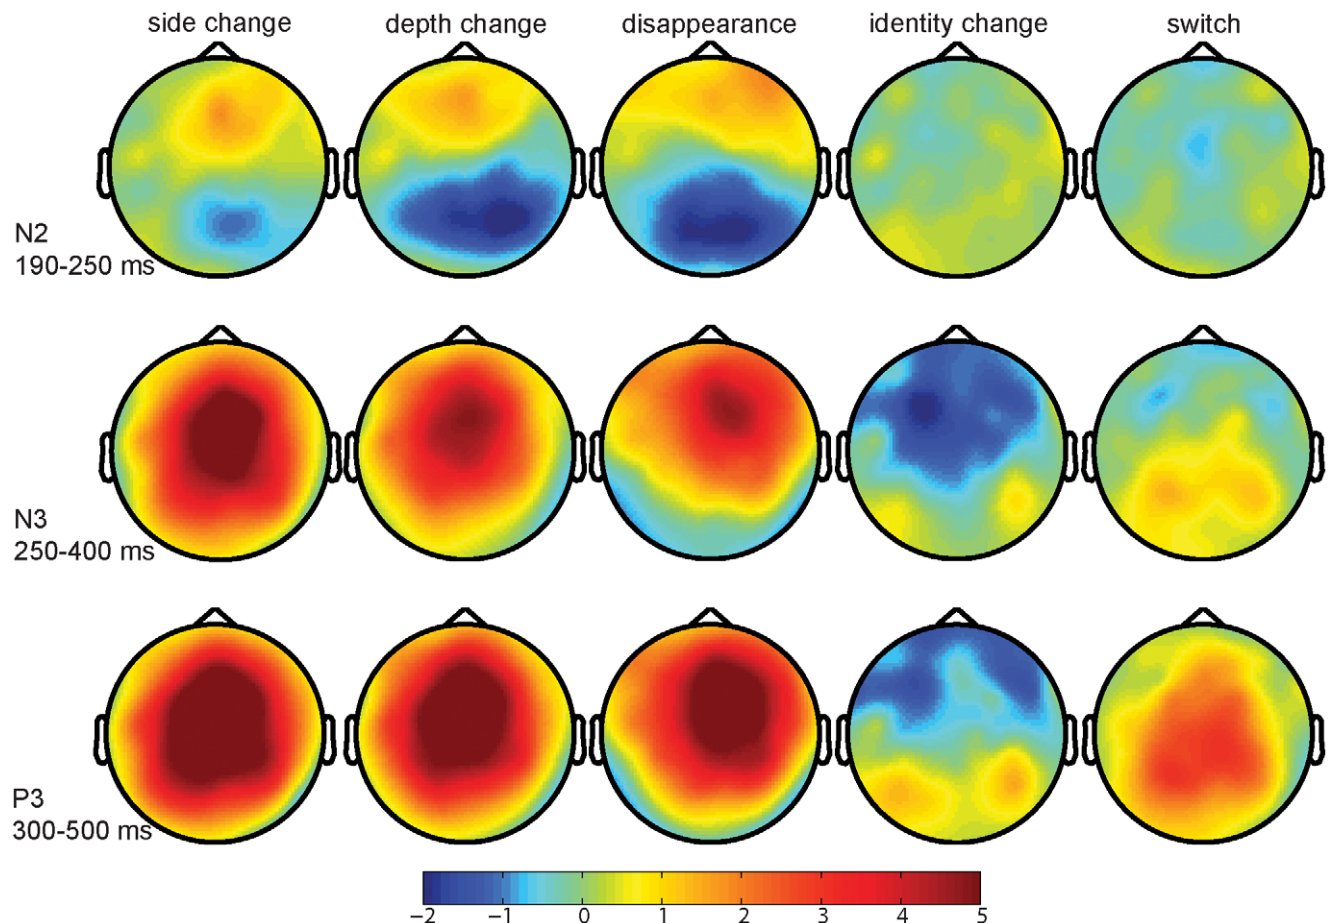 side change depth change disappearance identity change switch
N2
190-250 ms
N3
250-400 ms
P3
300-500 ms
−2 −1 0 1 2 3 4 5